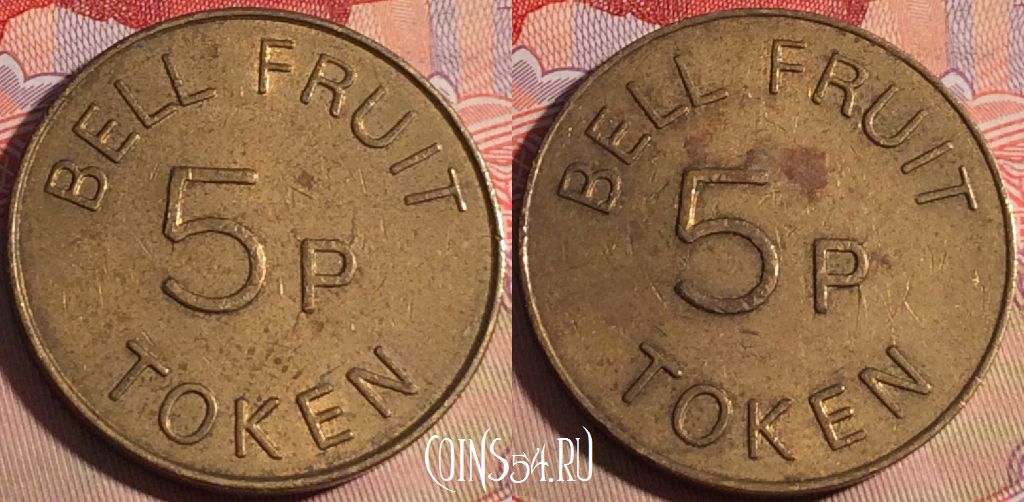 BELL FRUIT
5P
TOKEN
BELL FRUIT
5P
TOKEN
COINS54.RU